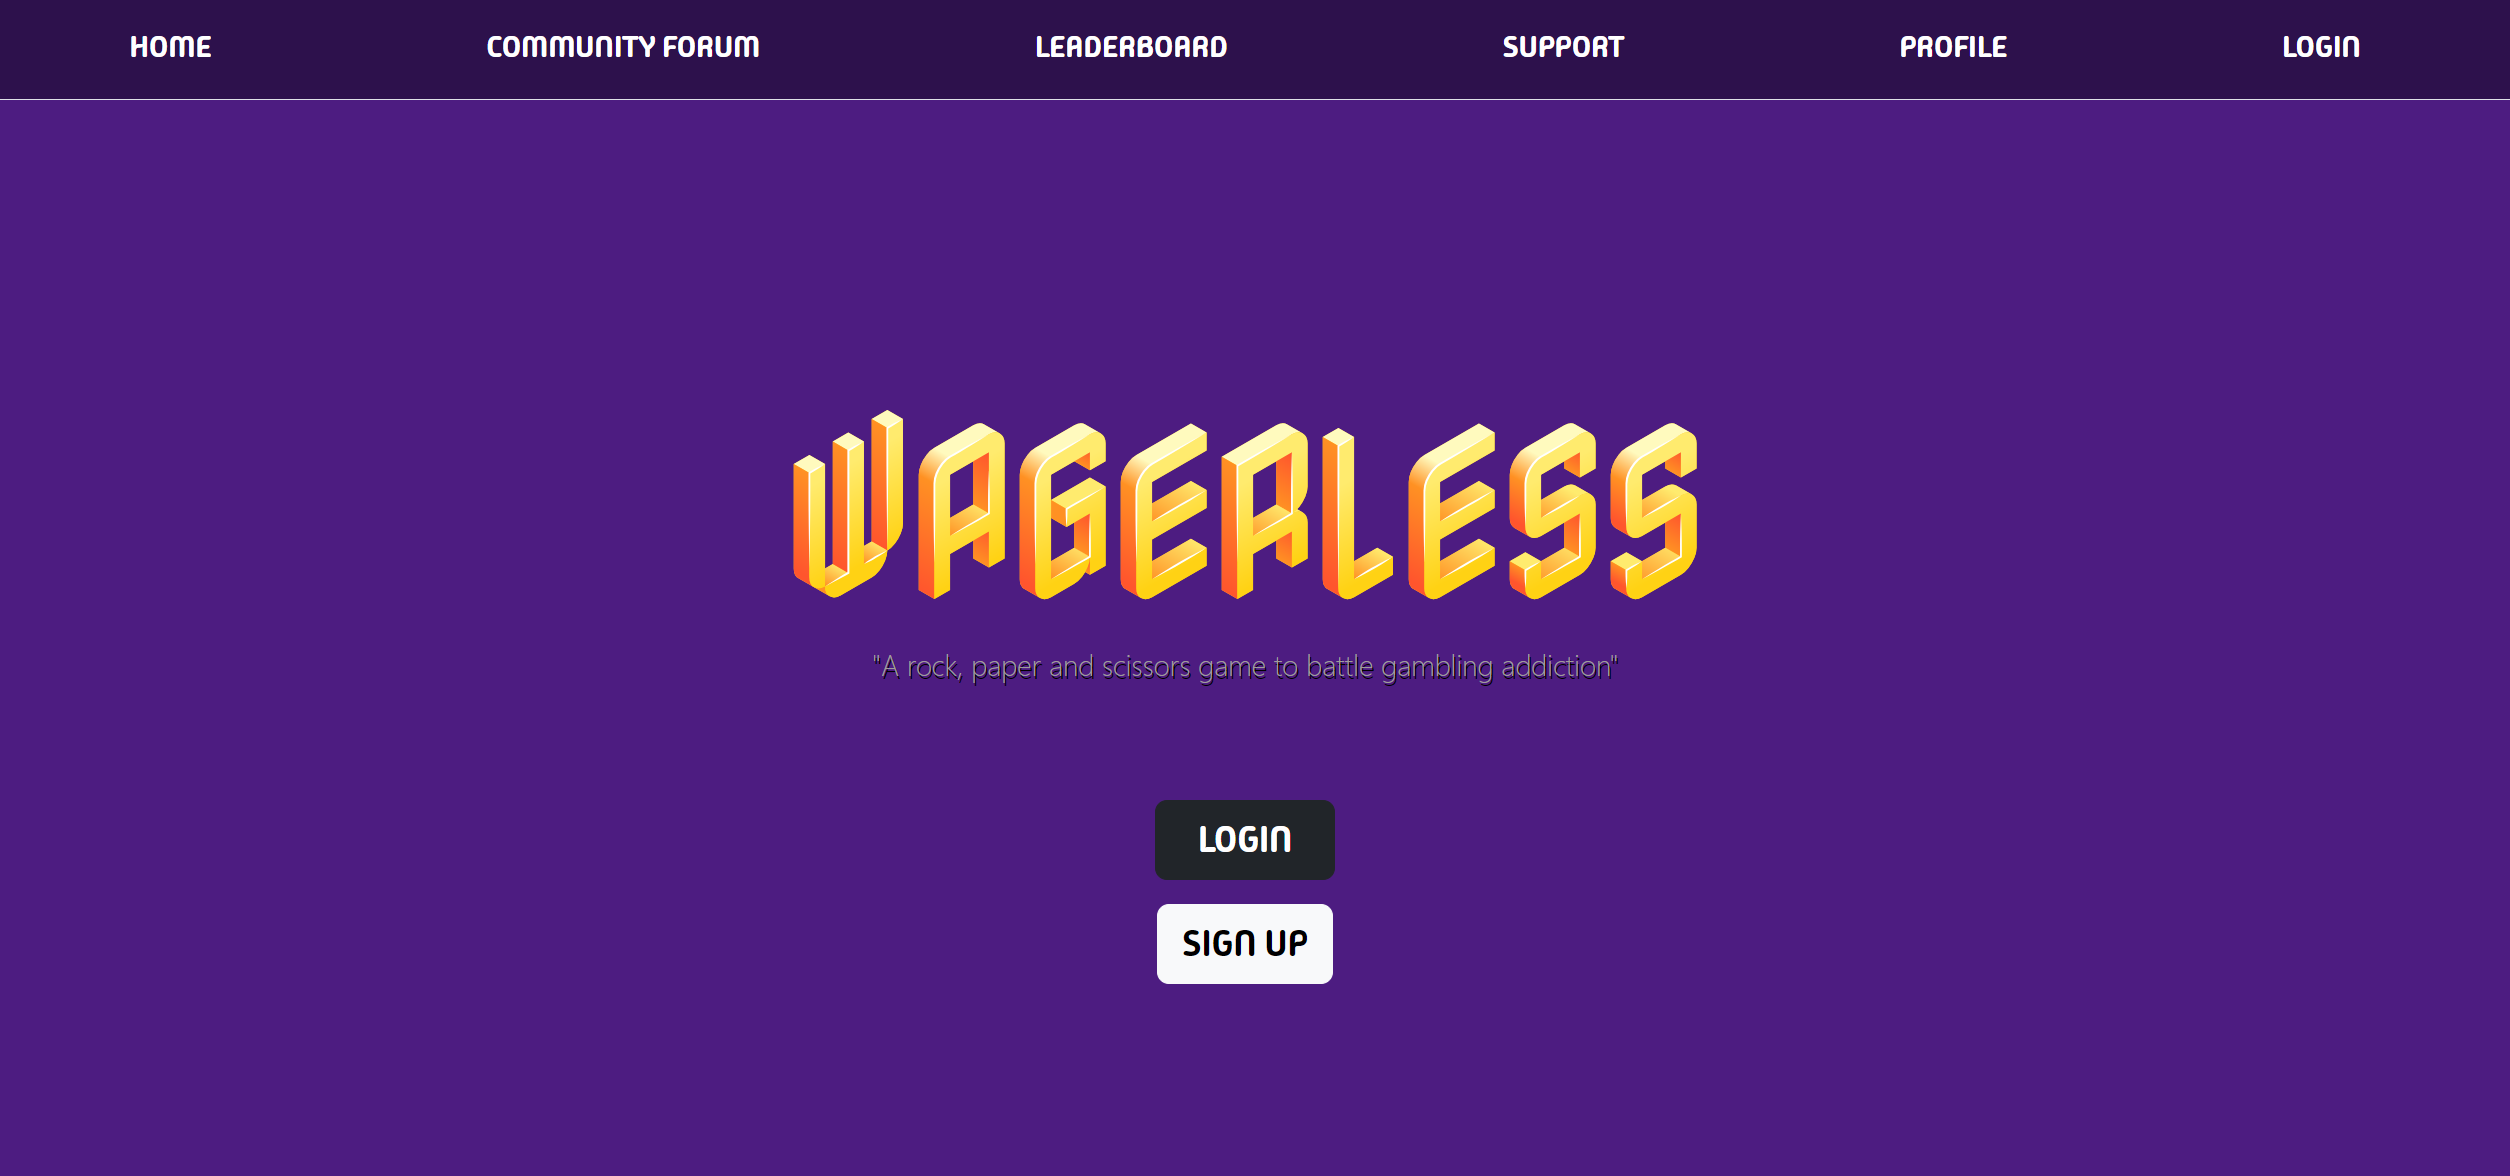 HOME COMMUNITY FORUM LEADERBOARD SUPPORT PROFILE LOGIN
WAGERLESS
"A rock, paper and scissors game to battle gambling addiction"
LOGIN
SIGN UP